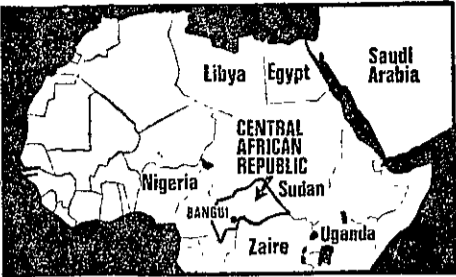 Libya
Egypt
Saudi
Arabia
CENTRAL
AFRICAN
REPUBLIC
Nigeria
Sudan
BANGUI
Zaire
Uganda